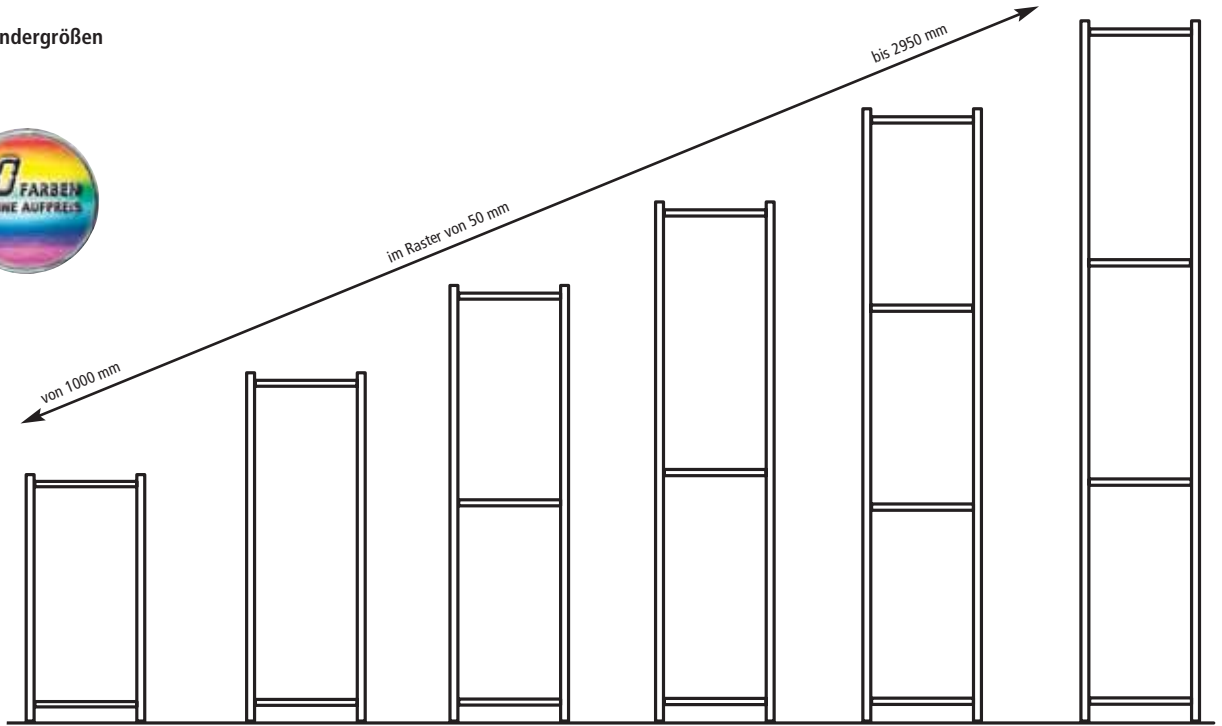 ndergrößen
FARBEN
NE AUFPREIS
von 1000 mm
im Raster von 50 mm
bis 2950 mm